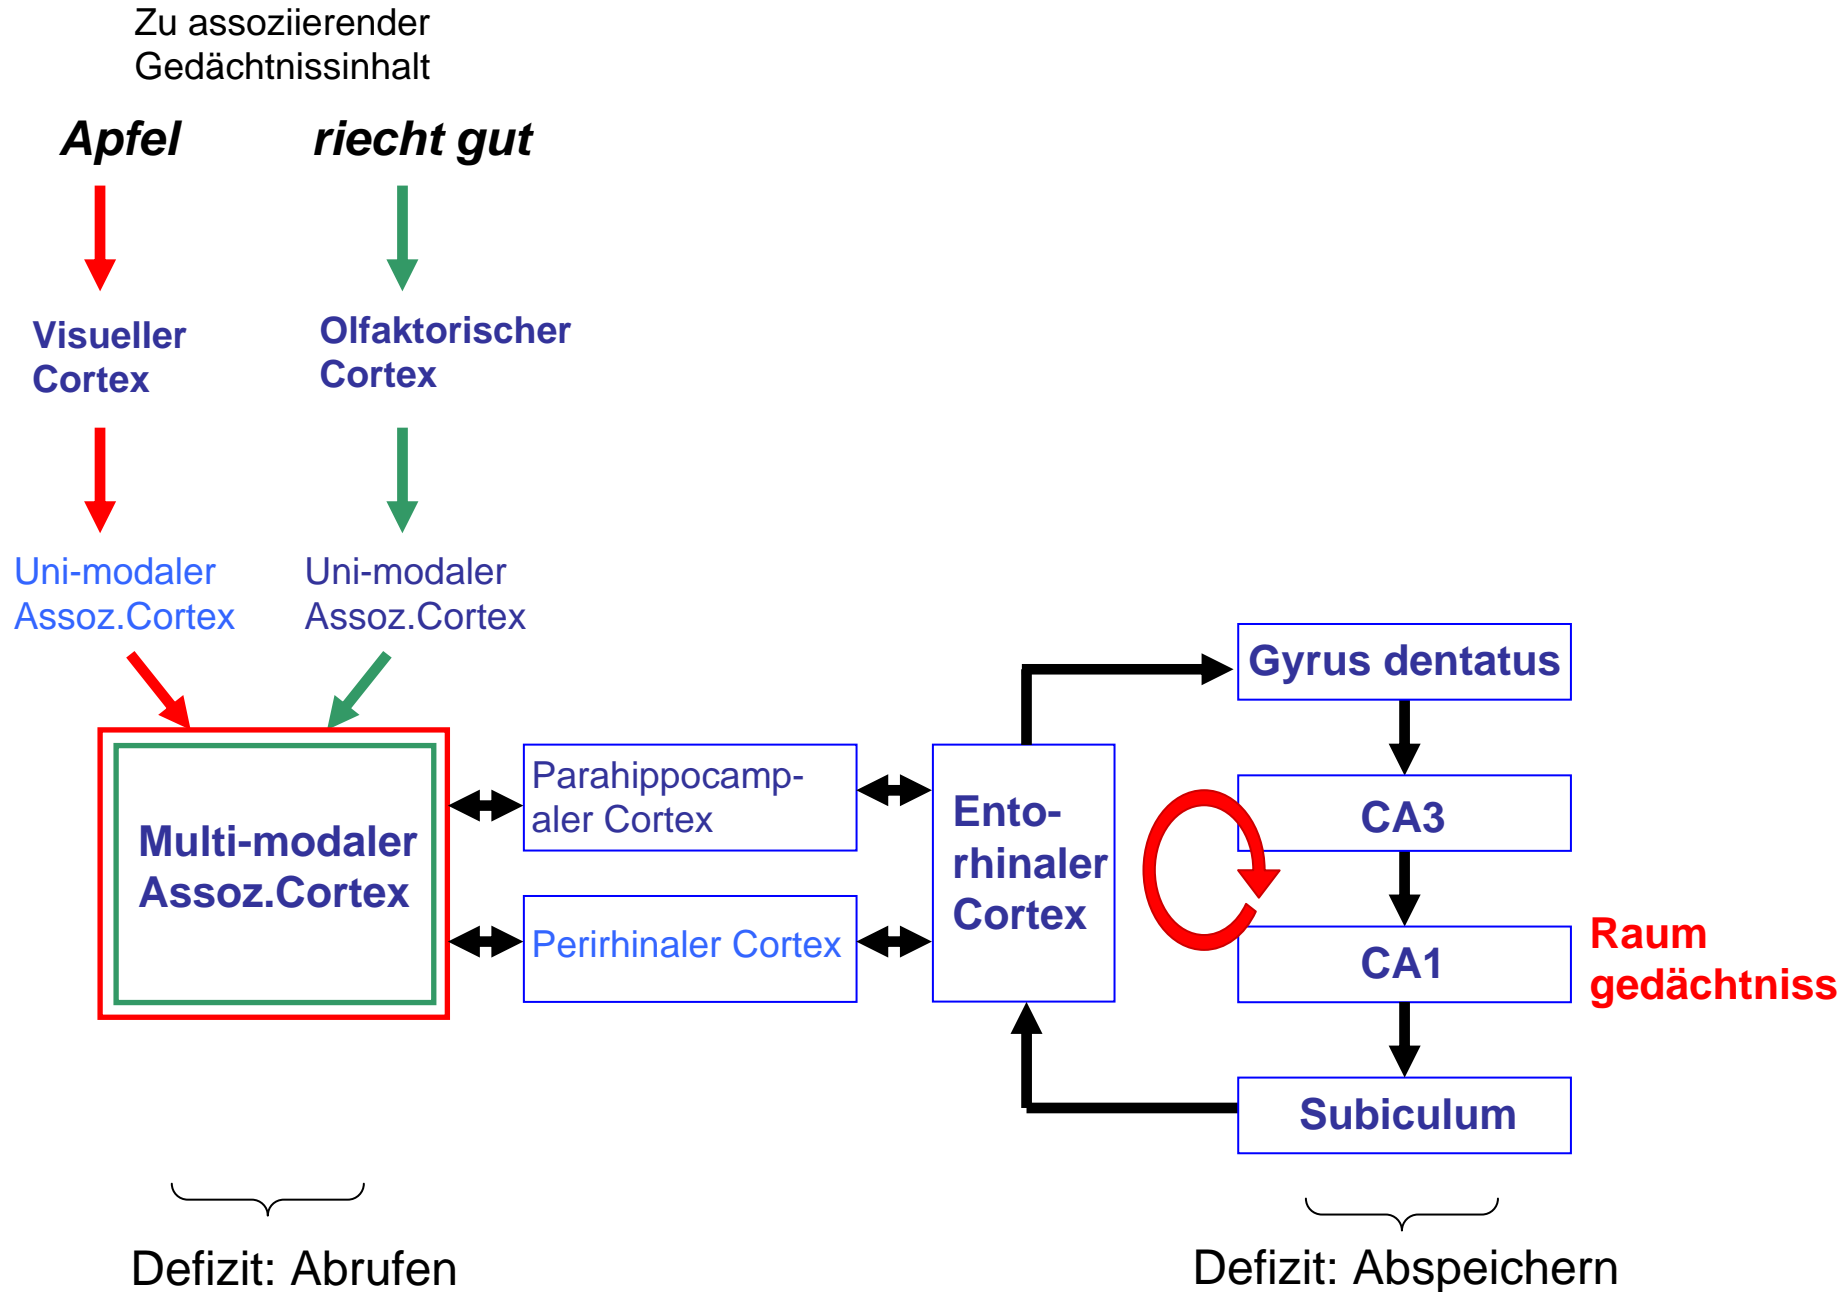 Zu assoziierender
Gedächtnissinhalt
Apfel
riecht gut
Visueller
Cortex
Olfaktorischer
Cortex
Uni-modaler
Assoz.Cortex
Uni-modaler
Assoz.Cortex
Multi-modaler
Assoz.Cortex
Parahippocamp-
aler Cortex
Perirhinaler Cortex
Ento-
rhinaler
Cortex
Gyrus dentatus
CA3
CA1
Subiculum
Raum
gedächtniss
Defizit: Abrufen
Defizit: Abspeichern